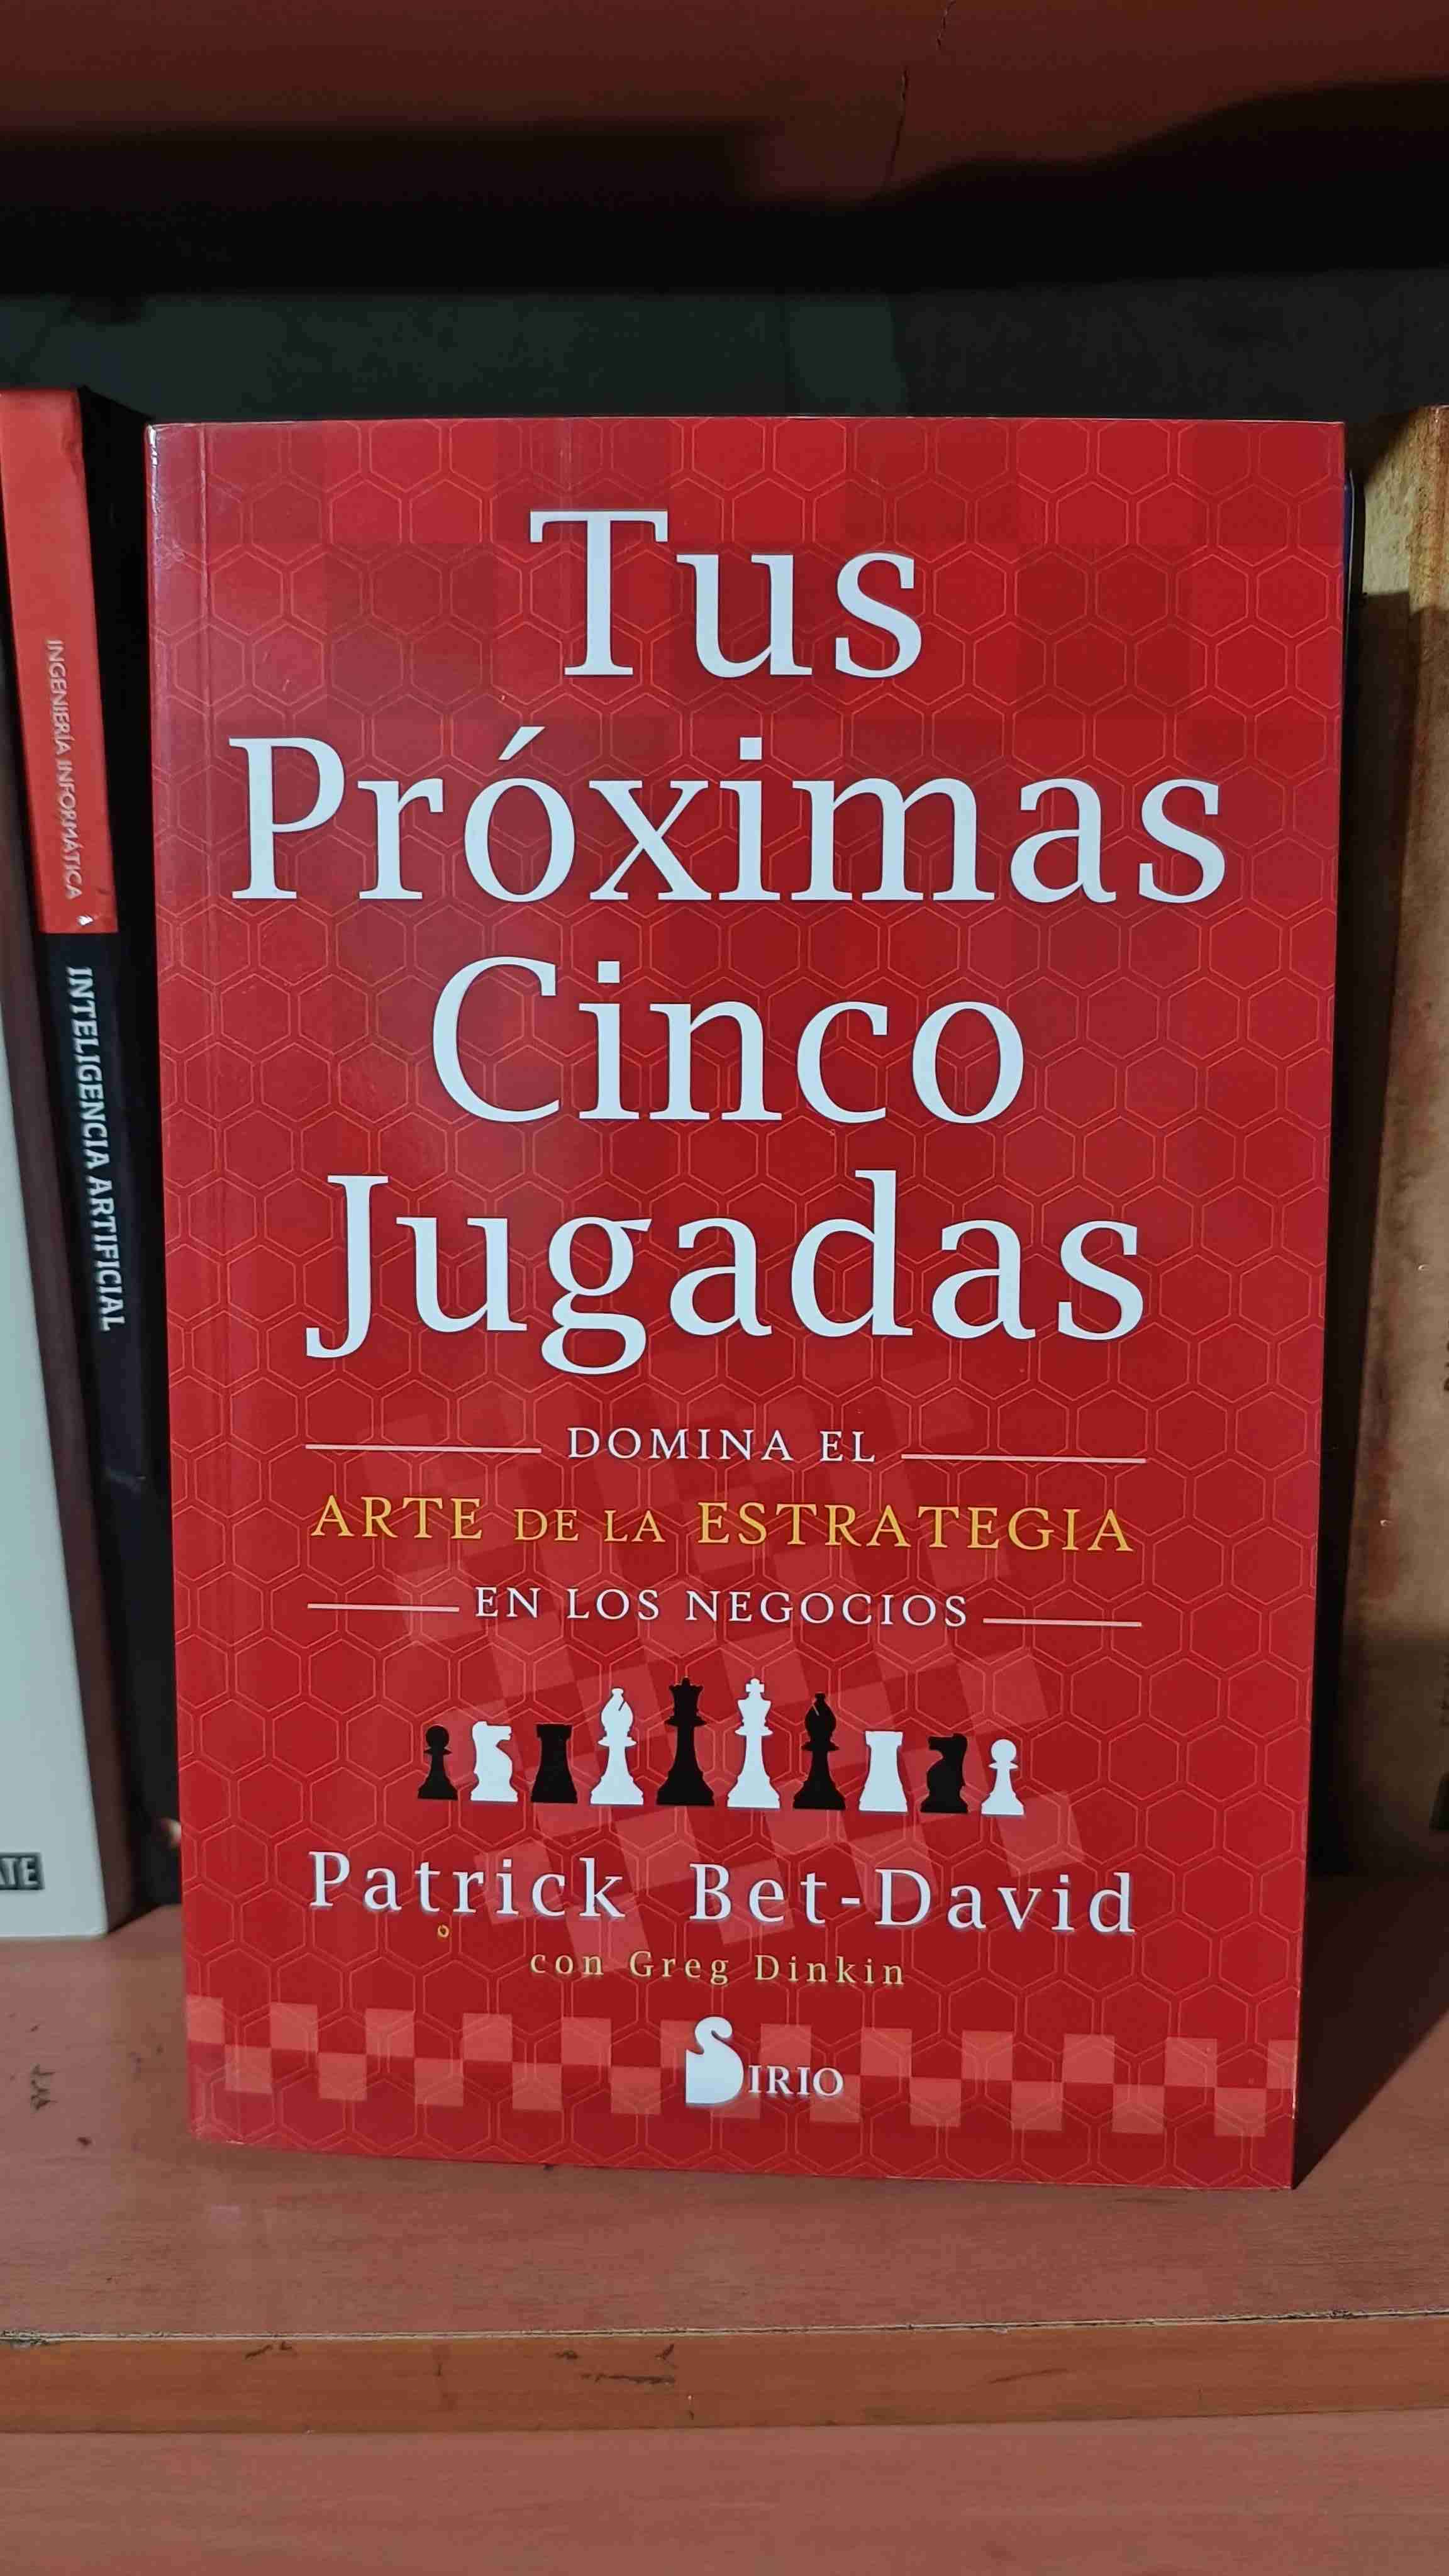 Tus
Próximas
Cinco
Jugadas
DOMINA EL
ARTE DE LA ESTRATEGIA
EN LOS NEGOCIOS
Patrick Bet-David
con Greg Dinkin
SIRIO
INGENIERÍA INFORMÁTICA
INTELIGENCIA ARTIFICIAL